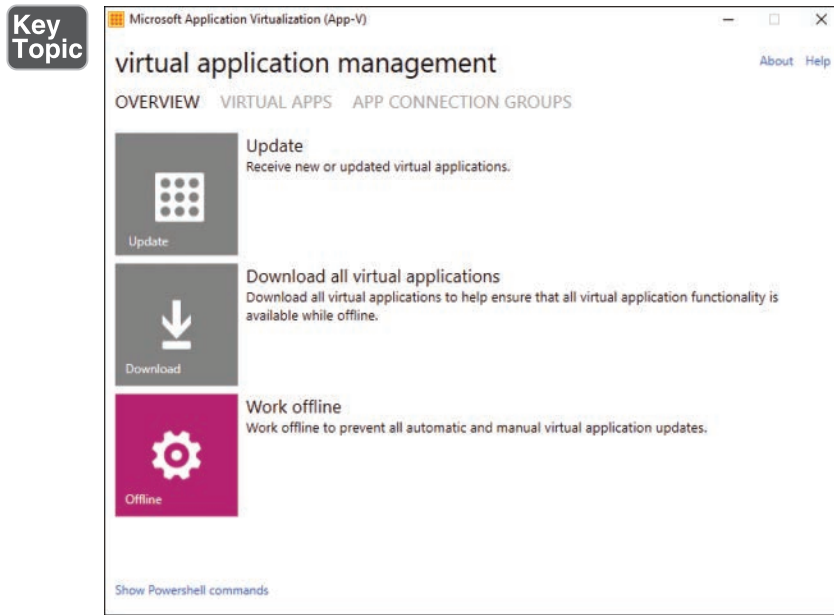 Key
Topic
Microsoft Application Virtualization (App-V)
virtual application management
About Help
OVERVIEW VIRTUAL APPS APP CONNECTION GROUPS
Update
Receive new or updated virtual applications.
Update
Download all virtual applications
Download all virtual applications to help ensure that all virtual application functionality is
available while offline.
Download
Work offline
Work offline to prevent all automatic and manual virtual application updates.
Offline
Show Powershell commands